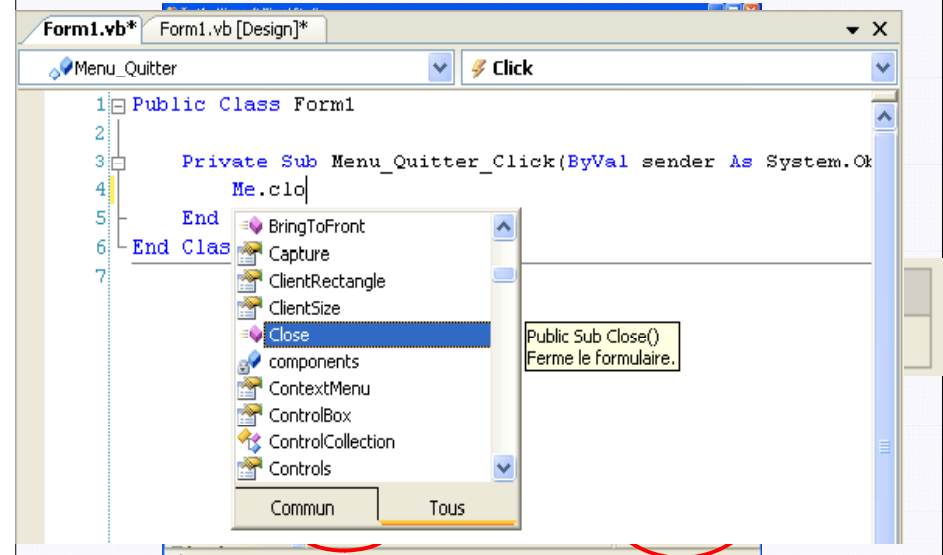 Form1.vb* Form1.vb [Design]*
Menu_Quitter Click
1 Public Class Form1
2
3 Private Sub Menu_Quitter_Click(ByVal sender As System.Ob
4 Me.clo
5 End
6 End Clas
7
BringToFront
Capture
ClientRectangle
ClientSize
Close
components
ContextMenu
ControlBox
ControlCollection
Controls
Commun Tous
Public Sub Close()
Ferme le formulaire.